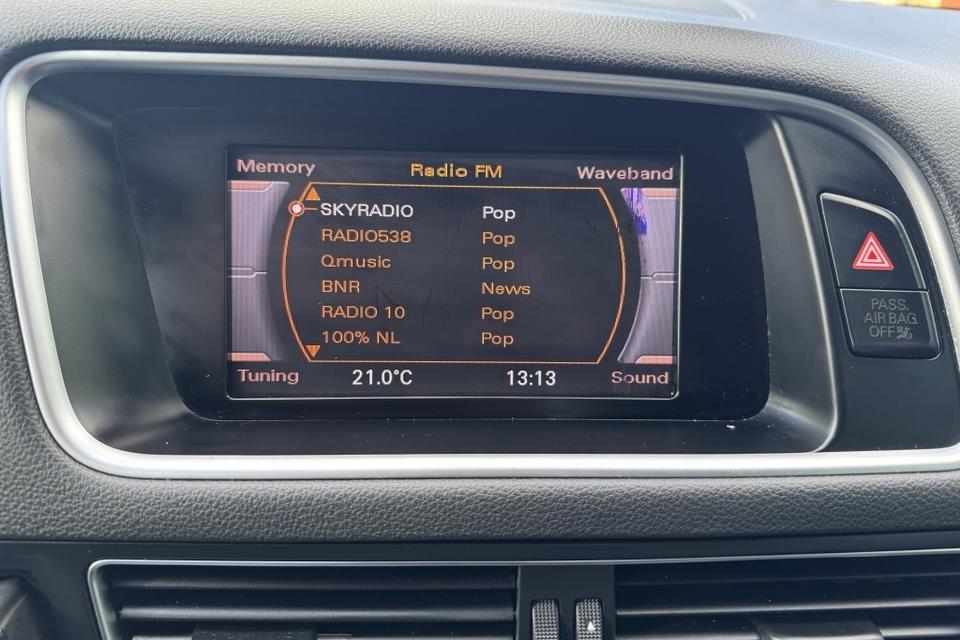 Memory Radio FM Waveband
SKYRADIO Pop
RADIO538 Pop
Qmusic Pop
BNR News
RADIO 10 Pop
100% NL Pop
Tuning 21.0°C 13:13 Sound
PASS.
AIR BAG
OFF